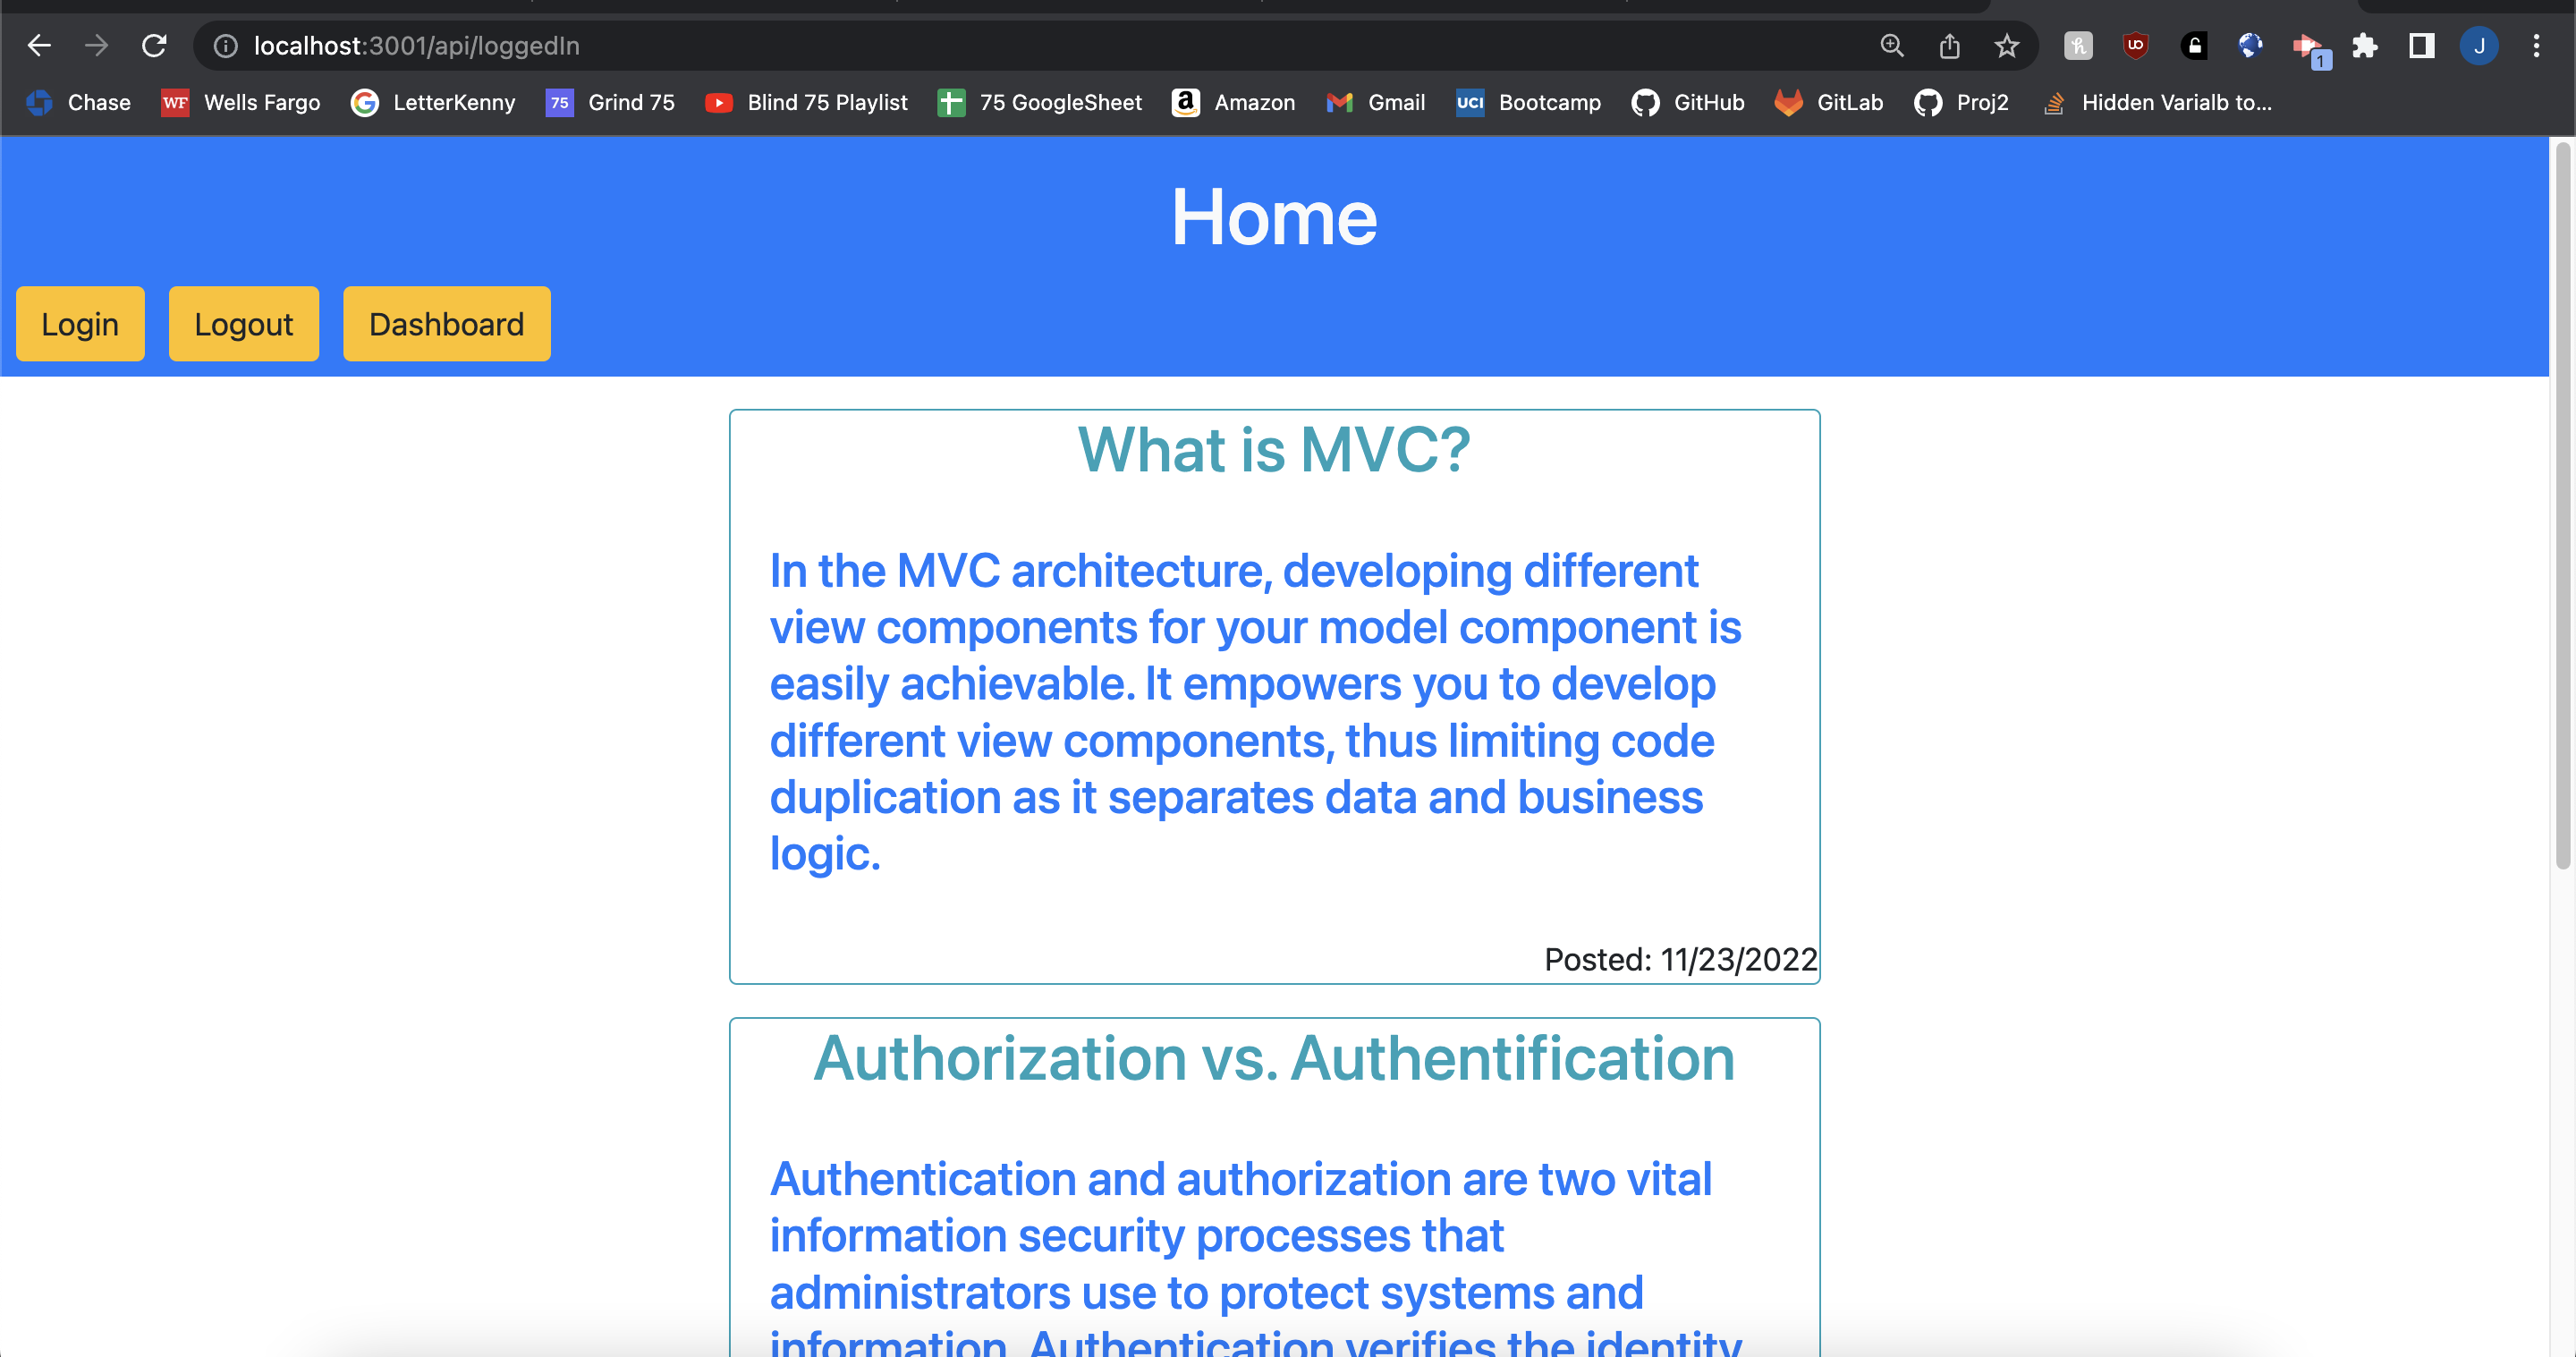 localhost:3001/api/loggedIn
1
J
Chase WF Wells Fargo G LetterKenny 75 Grind 75 Blind 75 Playlist 75 GoogleSheet a Amazon M Gmail UCI Bootcamp GitHub GitLab Proj2 Hidden Varialb to...
Home
Login Logout Dashboard
What is MVC?
In the MVC architecture, developing different
view components for your model component is
easily achievable. It empowers you to develop
different view components, thus limiting code
duplication as it separates data and business
logic.
Posted: 11/23/2022
Authorization vs. Authentification
Authentication and authorization are two vital
information security processes that
administrators use to protect systems and
information. Authentication verifies the identity